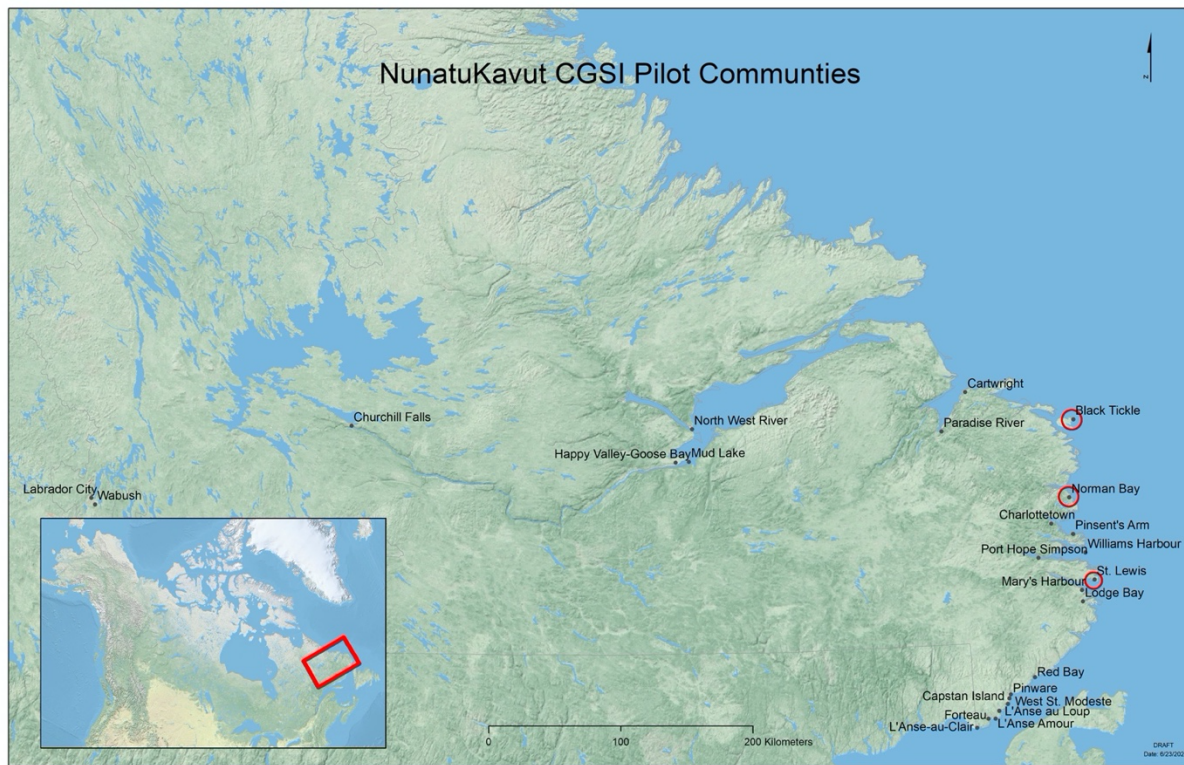 NunatuKavut CGSI Pilot Communties
Z
Cartwright
Black Tickle
Churchill Falls
North West River
Paradise River
Happy Valley-Goose Bay
Mud Lake
Labrador City
Wabush
Norman Bay
Charlottetown
Pinsent's Arm
Port Hope Simpson
Williams Harbour
St. Lewis
Mary's Harbour
Lodge Bay
Red Bay
Pinware
Capstan Island
West St. Modeste
L'Anse au Loup
Forteau
L'Anse Amour
L'Anse-au-Clair
0 100 200 Kilometers
DRAFT